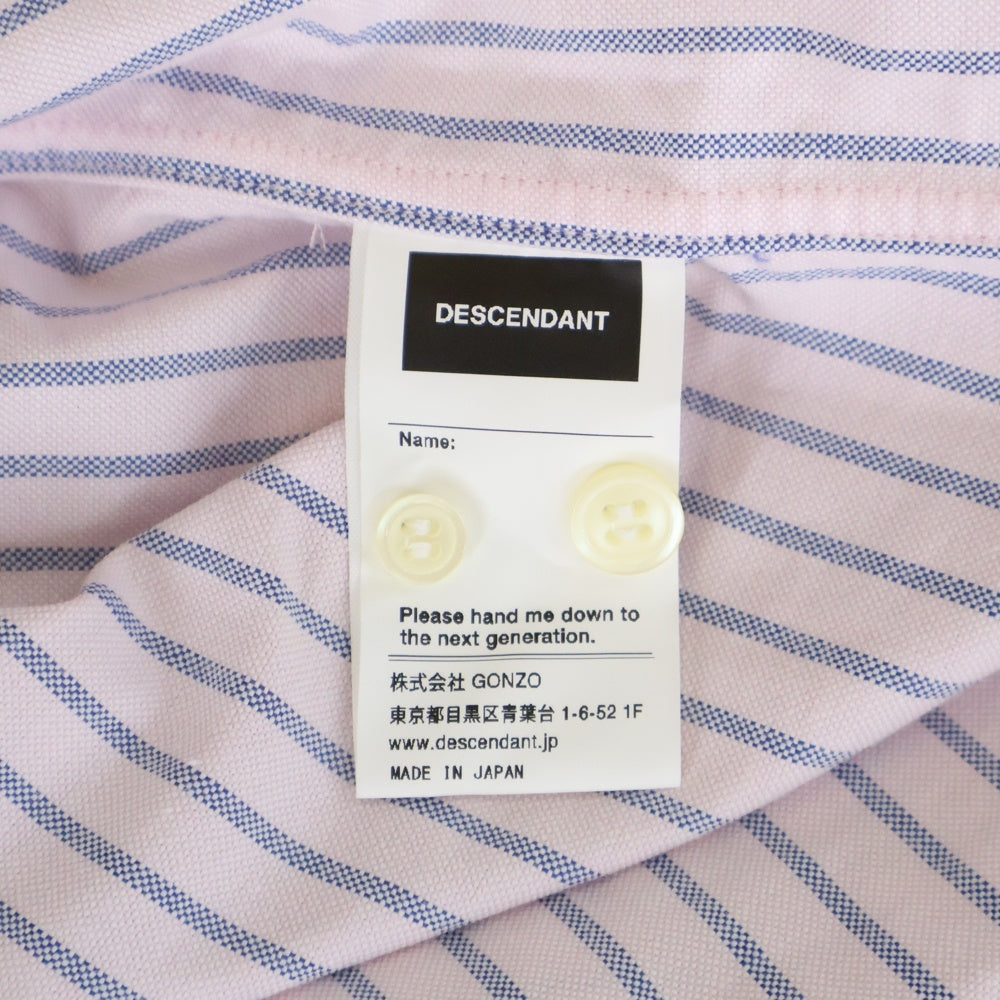 DESCENDANT
Name:
Please hand me down to
the next generation.
株式会社 GONZO
東京都目黒区青葉台 1-6-52 1F
www.descendant.jp
MADE IN JAPAN